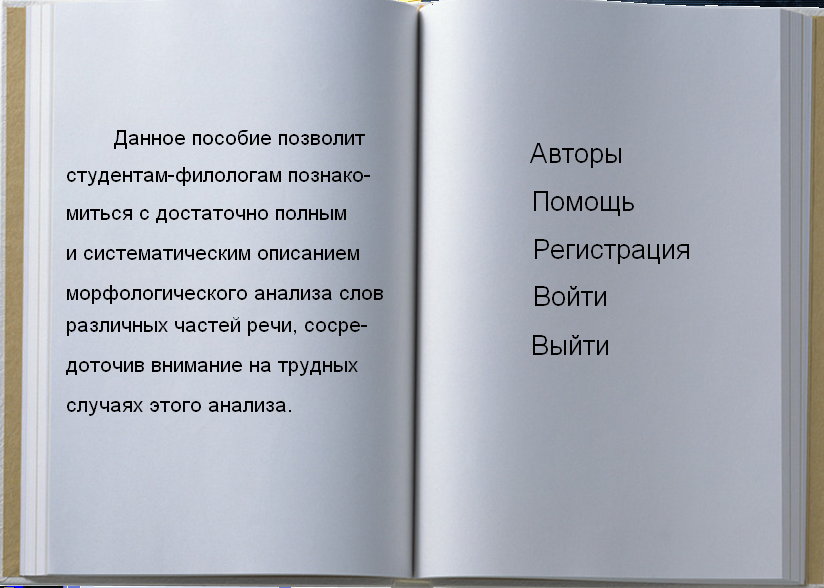 Данное пособие позволит
студентам-филологам познако-
миться с достаточно полным
и систематическим описанием
морфологического анализа слов
различных частей речи, сосре-
доточив внимание на трудных
случаях этого анализа.
Авторы
Помощь
Регистрация
Войти
Выйти